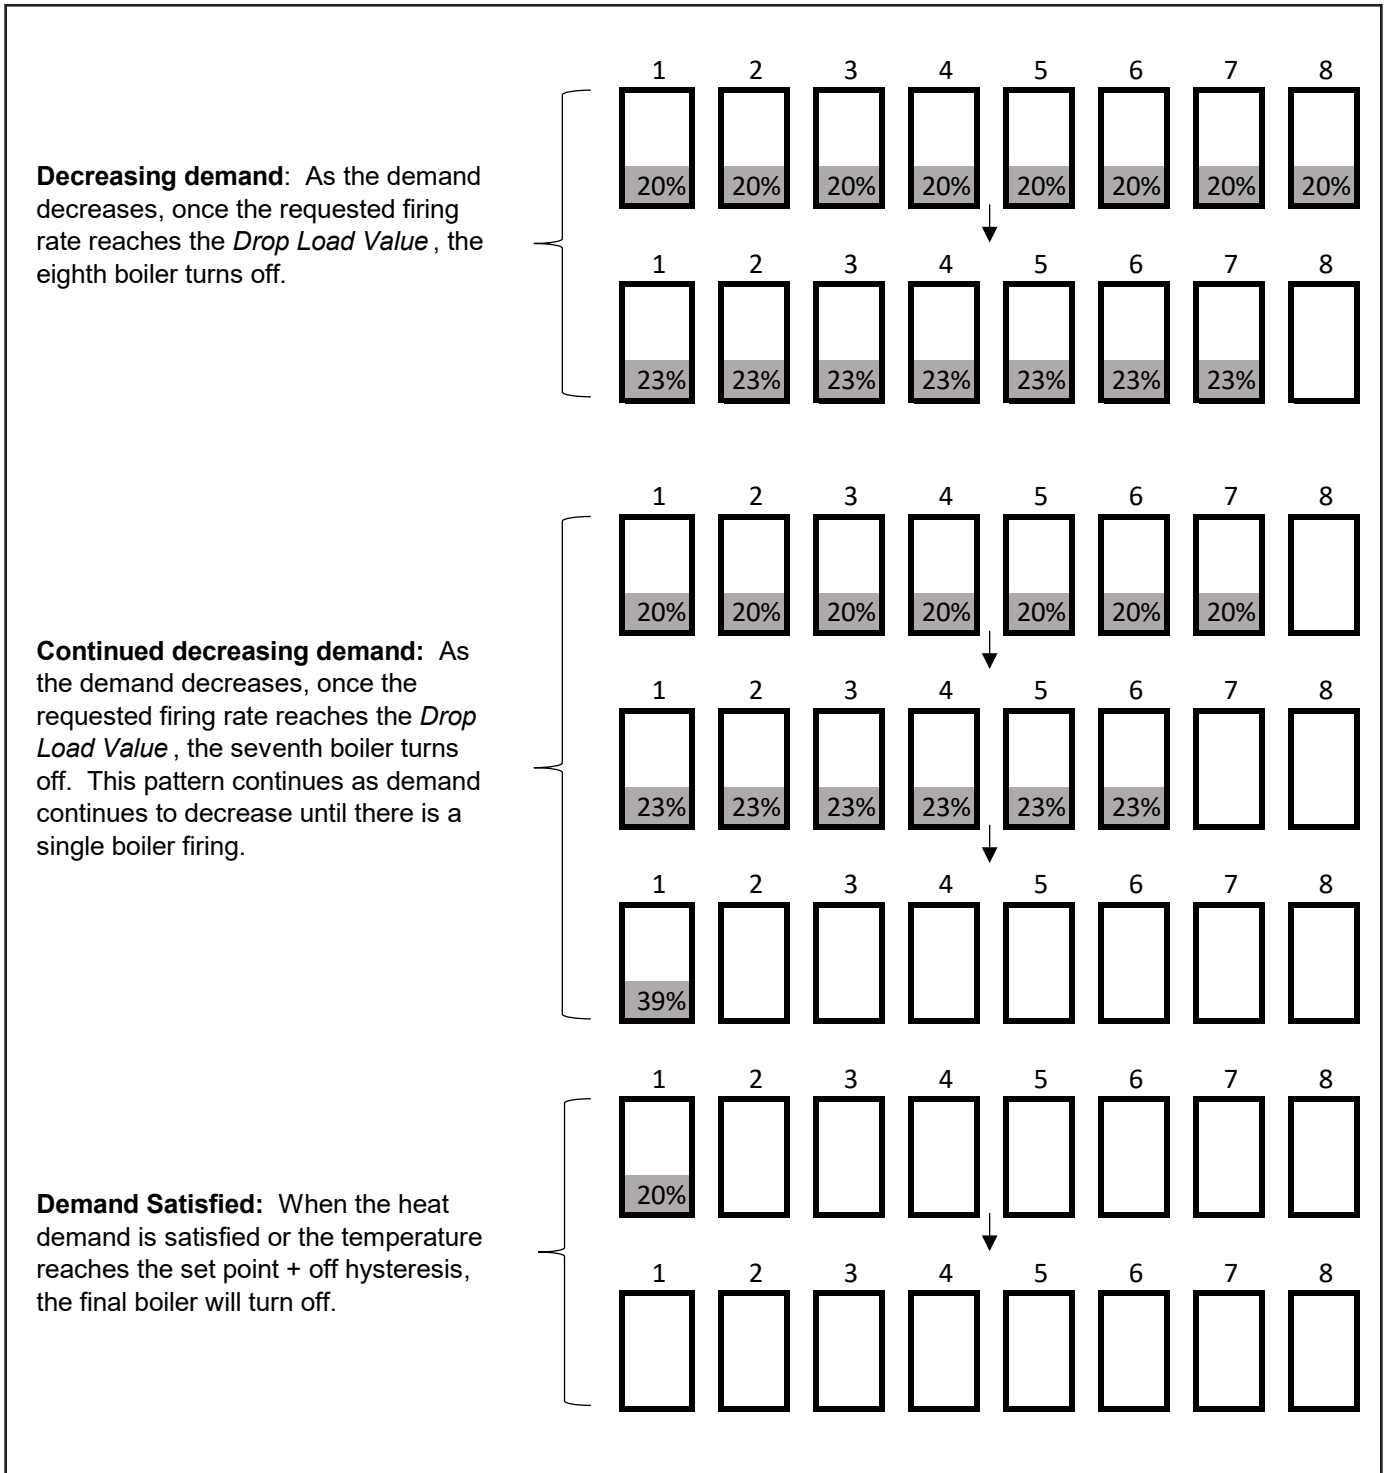 1 2 3 4 5 6 7 8
20% 20% 20% 20% 20% 20% 20% 20%
Decreasing demand: As the demand
decreases, once the requested firing
rate reaches the Drop Load Value, the
eighth boiler turns off.
1 2 3 4 5 6 7 8
23% 23% 23% 23% 23% 23% 23%
1 2 3 4 5 6 7 8
20% 20% 20% 20% 20% 20% 20%
Continued decreasing demand: As
the demand decreases, once the
requested firing rate reaches the Drop
Load Value, the seventh boiler turns
off. This pattern continues as demand
continues to decrease until there is a
single boiler firing.
1 2 3 4 5 6 7 8
23% 23% 23% 23% 23% 23%
1 2 3 4 5 6 7 8
39%
1 2 3 4 5 6 7 8
20%
Demand Satisfied: When the heat
demand is satisfied or the temperature
reaches the set point + off hysteresis,
the final boiler will turn off.
1 2 3 4 5 6 7 8